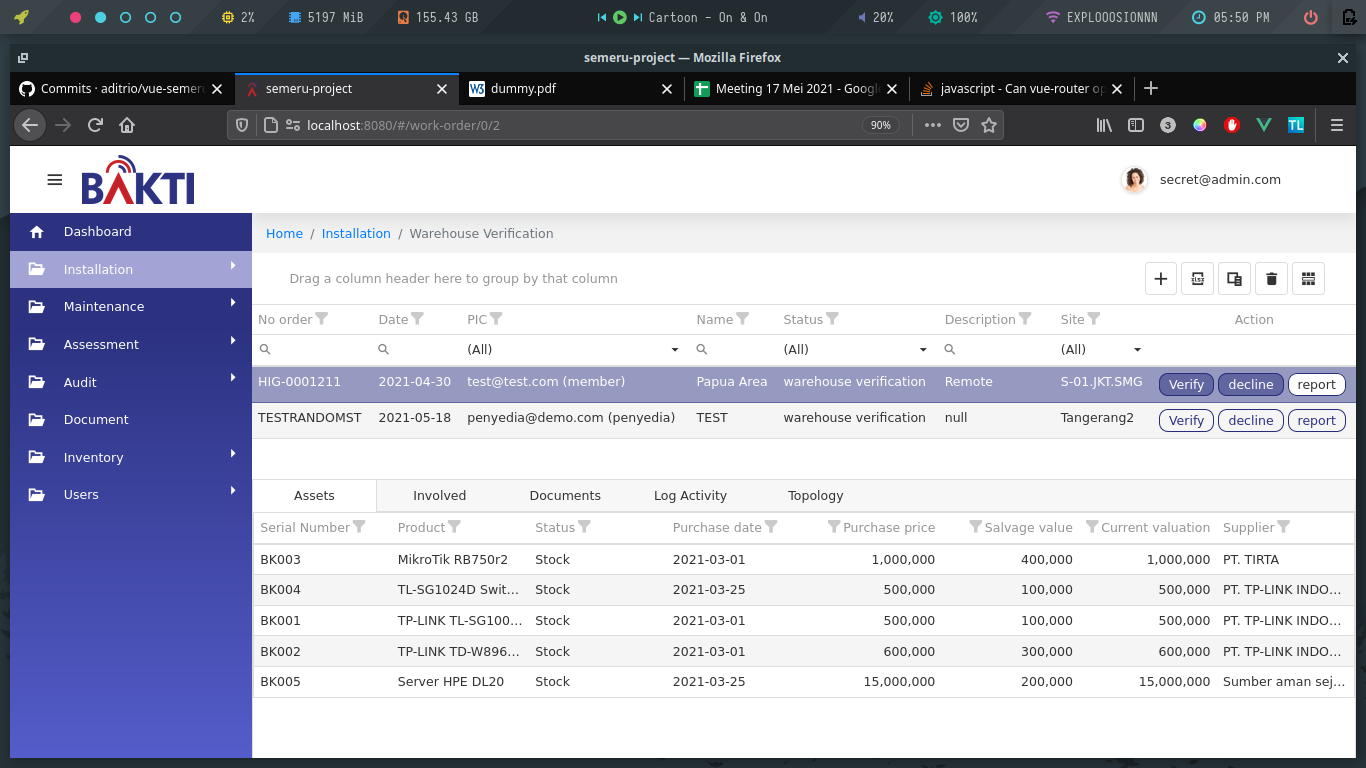 2% 5197 MiB 155.43 GB Cartoon - On & On 20% 100% EXPLOOOSIONNN 05:50 PM
semeru-project — Mozilla Firefox
Commits · aditrio/vue-semer semeru-project W3 dummy.pdf Meeting 17 Mei 2021 - Google javascript - Can vue-router op
localhost:8080/#/work-order/0/2 90% 3 TL
BAKTI secret@admin.com
Dashboard
Installation
Maintenance
Assessment
Audit
Document
Inventory
Users
Home / Installation / Warehouse Verification
Drag a column header here to group by that column XLSX
No order Date PIC Name Status Description Site Action
(All) (All) (All)
HIG-0001211 2021-04-30 test@test.com (member) Papua Area warehouse verification Remote S-01.JKT.SMG Verify decline report
TESTRANDOMST 2021-05-18 penyedia@demo.com (penyedia) TEST warehouse verification null Tangerang2 Verify decline report
Assets Involved Documents Log Activity Topology
Serial Number Product Status Purchase date Purchase price Salvage value Current valuation Supplier
BK003 MikroTik RB750r2 Stock 2021-03-01 1,000,000 400,000 1,000,000 PT. TIRTA
BK004 TL-SG1024D Swit... Stock 2021-03-25 500,000 100,000 500,000 PT. TP-LINK INDO...
BK001 TP-LINK TL-SG100... Stock 2021-03-01 500,000 100,000 500,000 PT. TP-LINK INDO...
BK002 TP-LINK TD-W896... Stock 2021-03-01 600,000 300,000 600,000 PT. TP-LINK INDO...
BK005 Server HPE DL20 Stock 2021-03-25 15,000,000 200,000 15,000,000 Sumber aman sej...